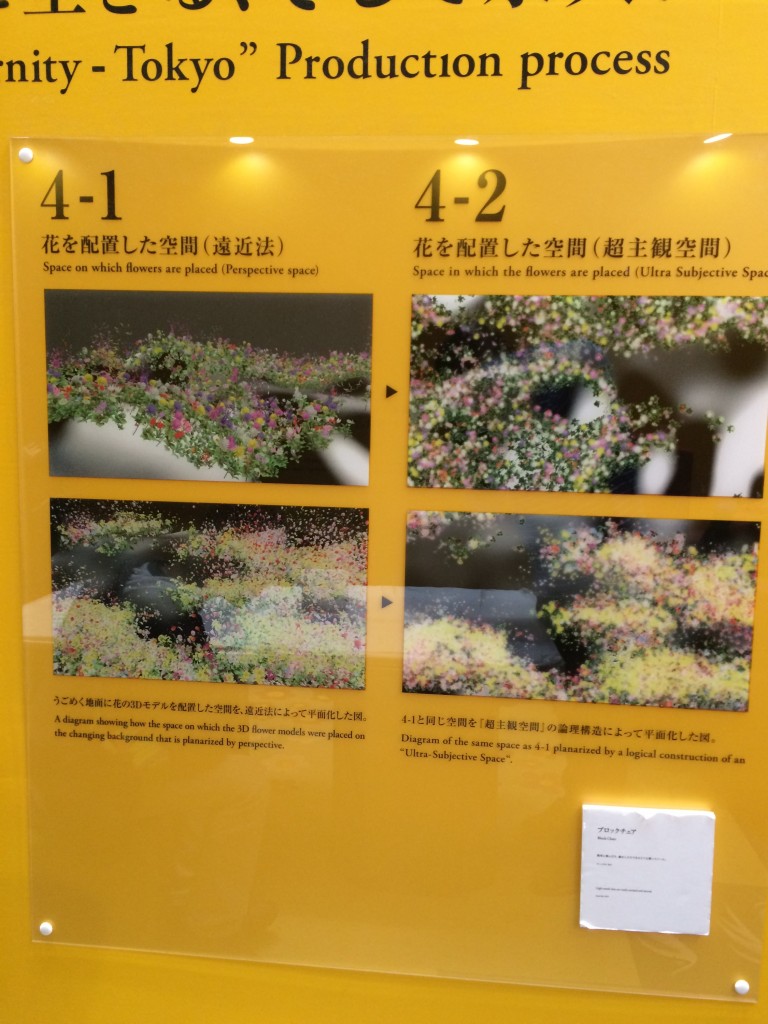 rnity - Tokyo” Production process
4-1
花を配置した空間（遠近法）
Space on which flowers are placed (Perspective space)
4-2
花を配置した空間（超主観空間）
Space in which the flowers are placed (Ultra Subjective Spac
うごめく地面に花の3Dモデルを配置した空間を、遠近法によって平面化した図。
A diagram showing how the space on which the 3D flower models were placed on
the changing background that is planarized by perspective.
4-1と同じ空間を「超主観空間」の論理構造によって平面化した図。
Diagram of the same space as 4-1 planarized by a logical construction of an
“Ultra-Subjective Space”.
ブロックチェア